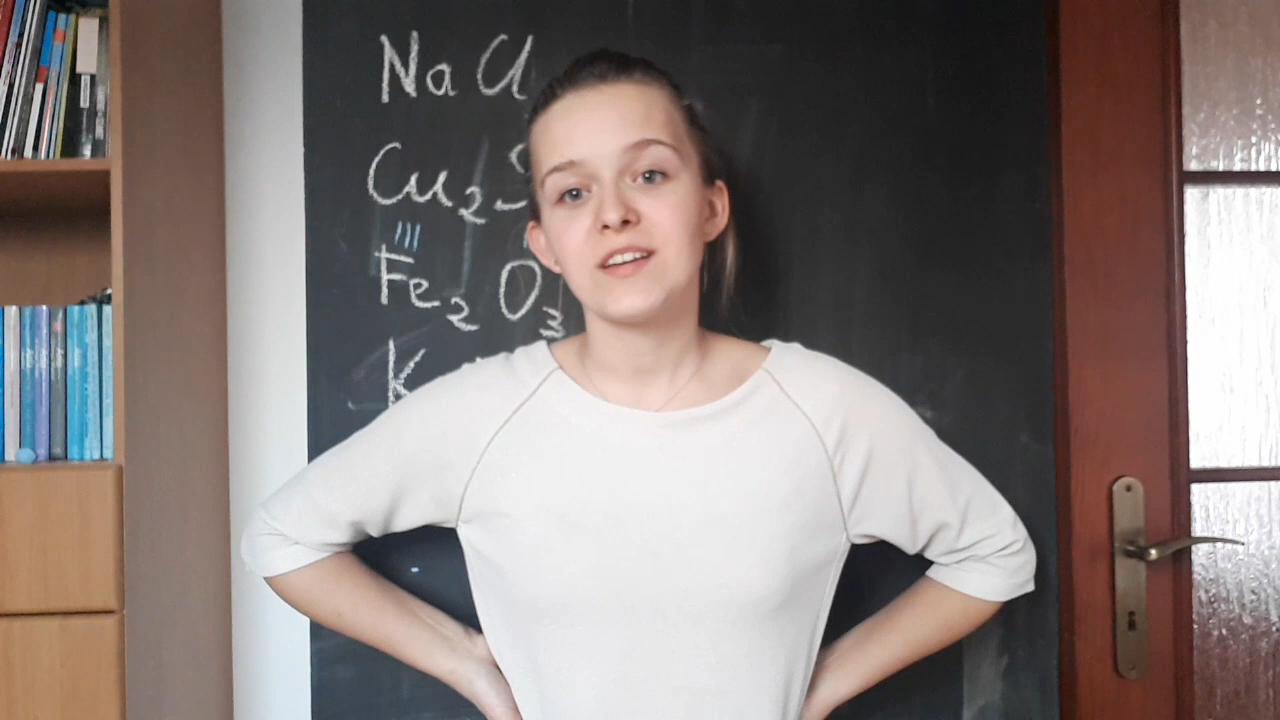 NaCl
Cu₂
III
Fe₂O₃
K